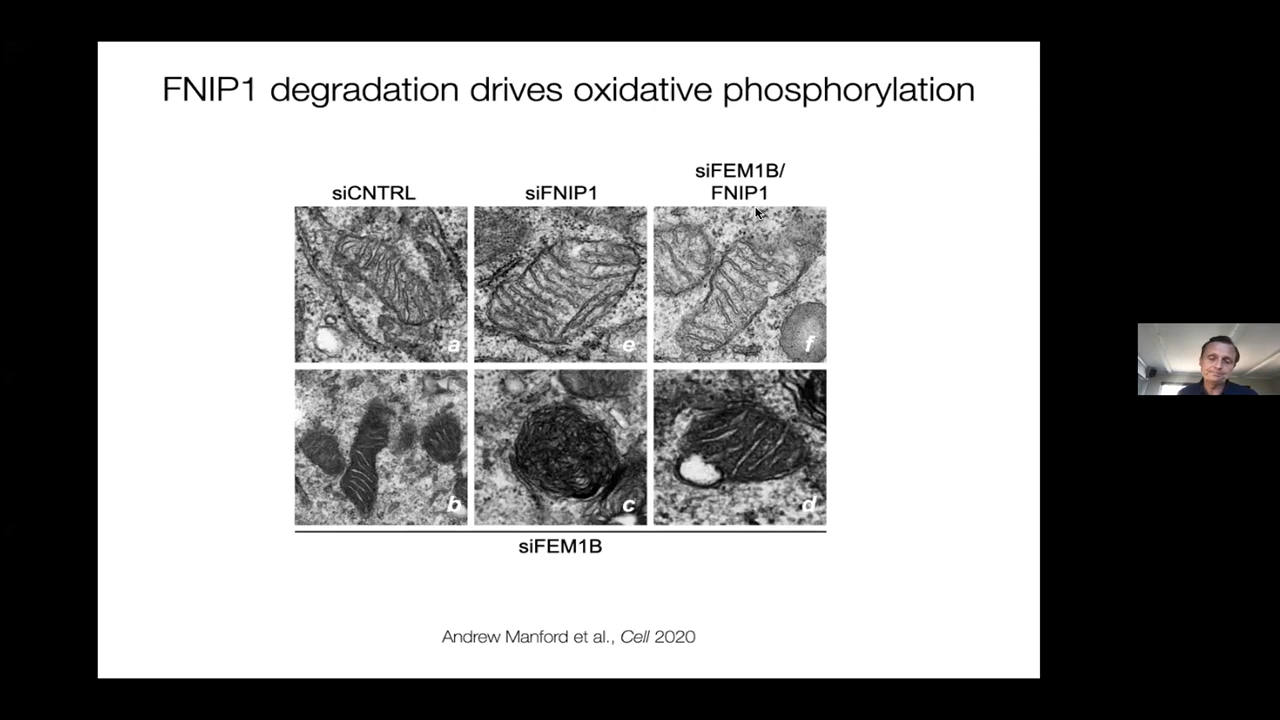 FNIP1 degradation drives oxidative phosphorylation
siCNTRL
siFNIP1
siFEM1B/
FNIP1
a
e
f
b
c
d
siFEM1B
Andrew Manford et al., Cell 2020